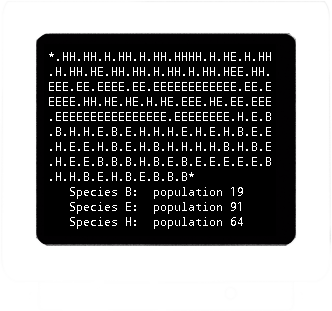 *.HH.HH.H.HH.H.HH.HHHH.H.HE.H.HH
.H.HH.HE.HH.HH.H.HH.H.HH.HEE.HH.
EEE.EE.EEEE.EE.EEEEEEEEEEEE.EE.E
EEEE.HH.HE.HE.H.HE.EEE.HE.EE.EEE
.EEEEEEEEEEEEEEEE.EEEEEEEE.H.E.B
.B.H.H.E.B.E.H.H.H.E.H.E.H.B.E.E
.H.H.E.B.E.B.H.B.H.H.H.H.B.H.B.E
.H.E.E.B.B.E.H.B.E.B.E.E.E.E.E.B
.H.H.B.E.H.B.E.B.B.B*
Species B: population 19
Species E: population 91
Species H: population 64